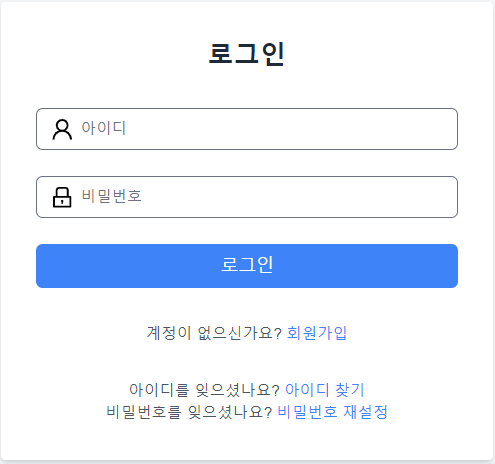 로그인
아이디
비밀번호
로그인
계정이 없으신가요? 회원가입
아이디를 잊으셨나요? 아이디 찾기
비밀번호를 잊으셨나요? 비밀번호 재설정